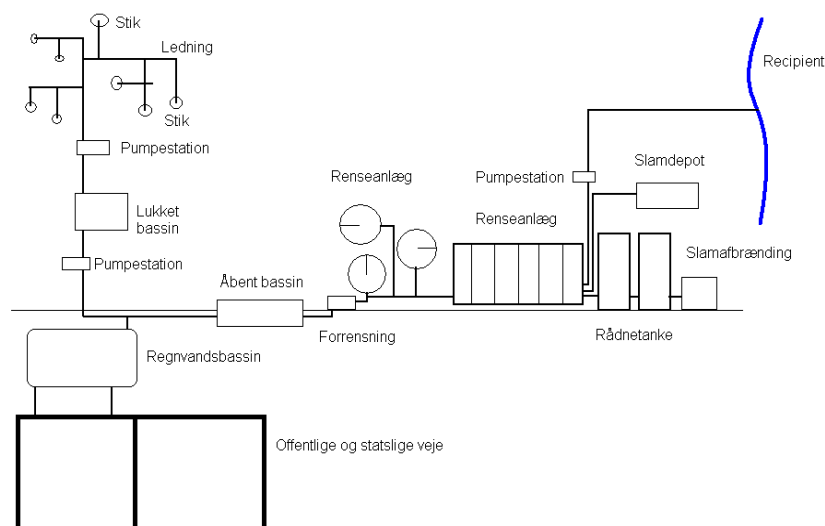 Stik
Ledning
Recipient
Stik
Pumpestation
Renseanlæg
Pumpestation
Slamdepot
Lukket
bassin
Renseanlæg
Pumpestation
Slamafbrænding
Åbent bassin
Forrensning
Rådnetanke
Regnvandsbassin
Offentlige og statslige veje